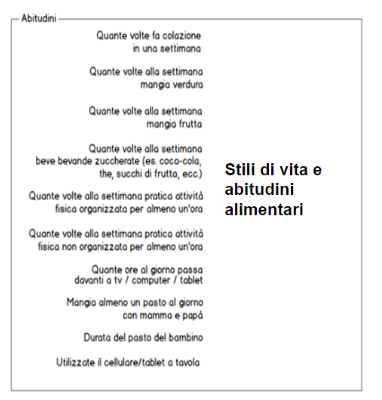 Abitudini
Quante volte fa colazione
in una settimana
Quante volte alla settimana
mangia verdura
Quante volte alla settimana
mangia frutta
Quante volte alla settimana
beve bevande zuccherate (es. coca-cola,
the, succhi di frutta, ecc.)
Quante volte alla settimana pratica attività
fisica organizzata per almeno un'ora
Quante volte alla settimana pratica attività
fisica non organizzata per almeno un'ora
Quante ore al giorno passa
davanti a tv / computer / tablet
Mangia almeno un pasto al giorno
con mamma e papà
Durata del pasto del bambino
Utilizzate il cellulare/tablet a tavola
Stili di vita e
abitudini
alimentari